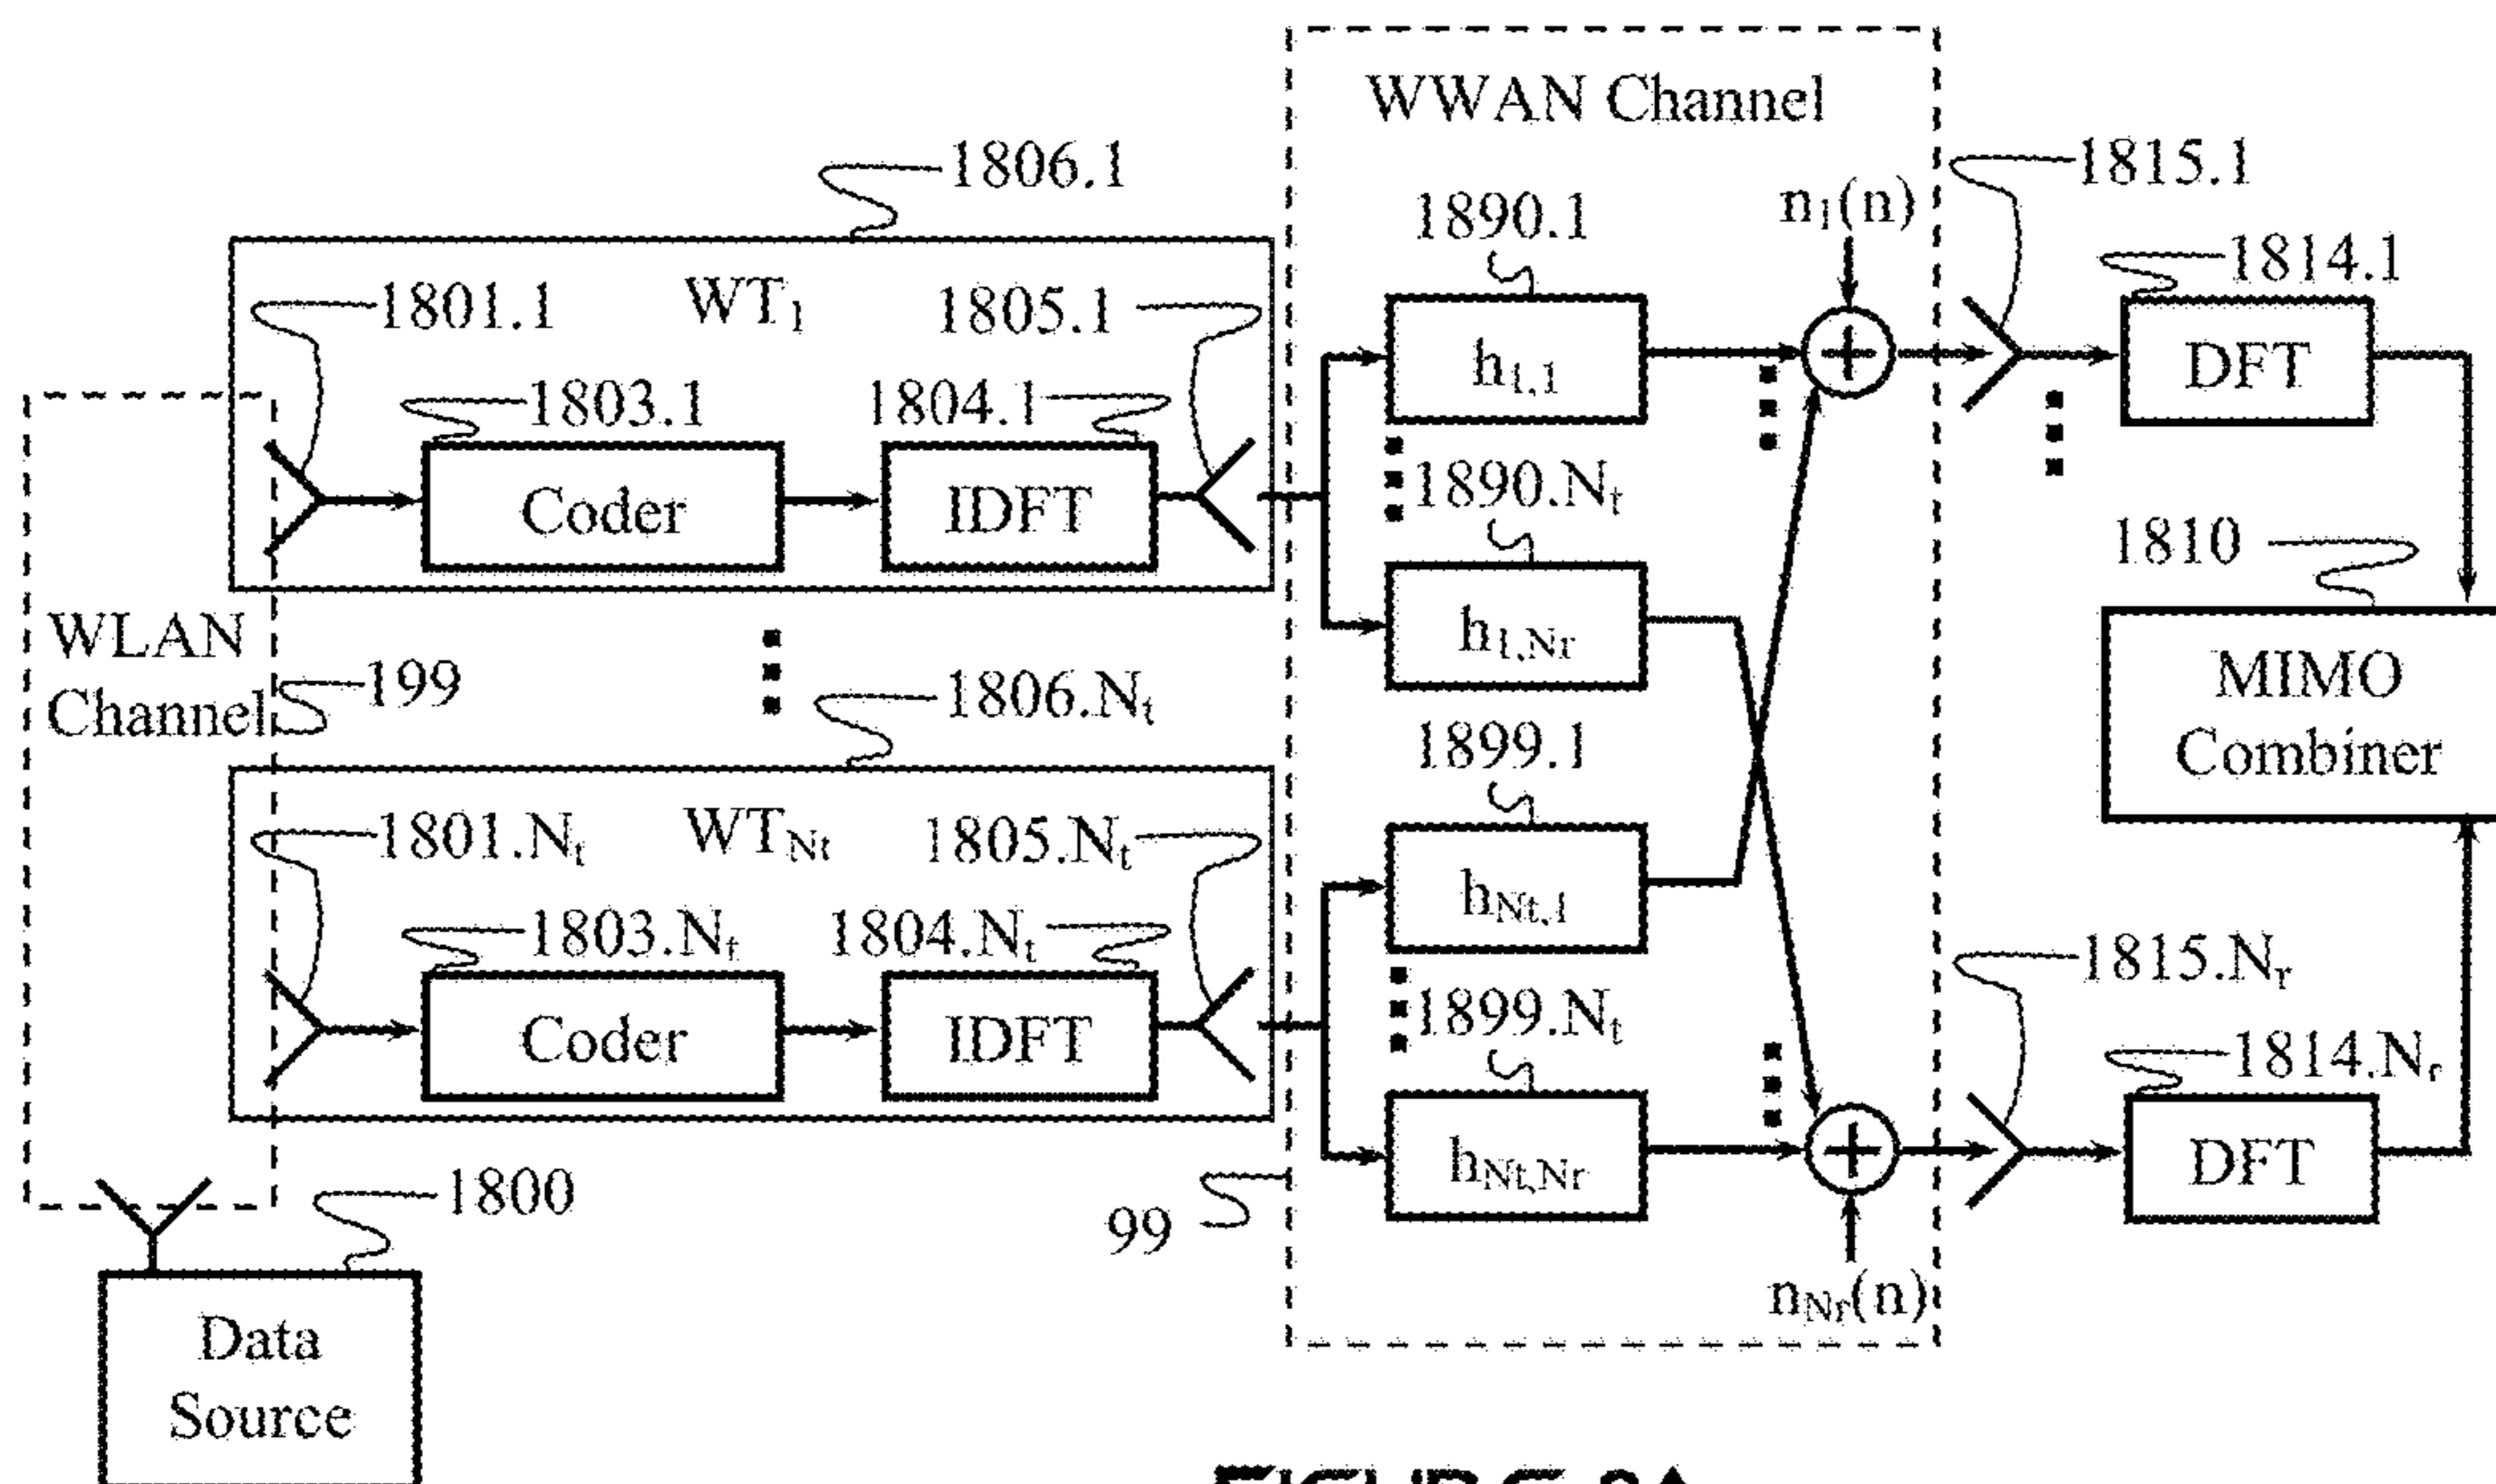 WWAN Channel
1806.1
1890.1
n1(n)
1815.1
1814.1
1801.1
WT1
1805.1
h1,1
DFT
1803.1
1804.1
Coder
IDFT
1890.Nt
1810
h1,Nr
WLAN
Channel
199
1806.Nt
MIMO
Combiner
1899.1
1801.Nt
WTNt
1805.Nt
hNt,1
1803.Nt
1804.Nt
1815.Nr
Coder
IDFT
1899.Nt
1814.Nr
hNt,Nr
DFT
1800
99
nNr(n)
Data
Source